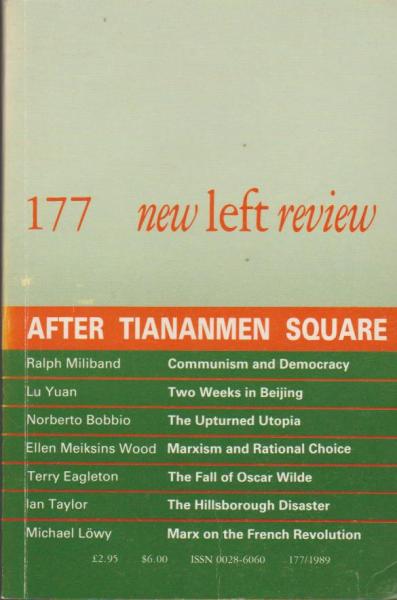 177 new left review
AFTER TIANANMEN SQUARE
Ralph Miliband Communism and Democracy
Lu Yuan Two Weeks in Beijing
Norberto Bobbio The Upturned Utopia
Ellen Meiksins Wood Marxism and Rational Choice
Terry Eagleton The Fall of Oscar Wilde
Ian Taylor The Hillsborough Disaster
Michael Löwy Marx on the French Revolution
£2.95 $6.00 ISSN 0028-6060 177/1989